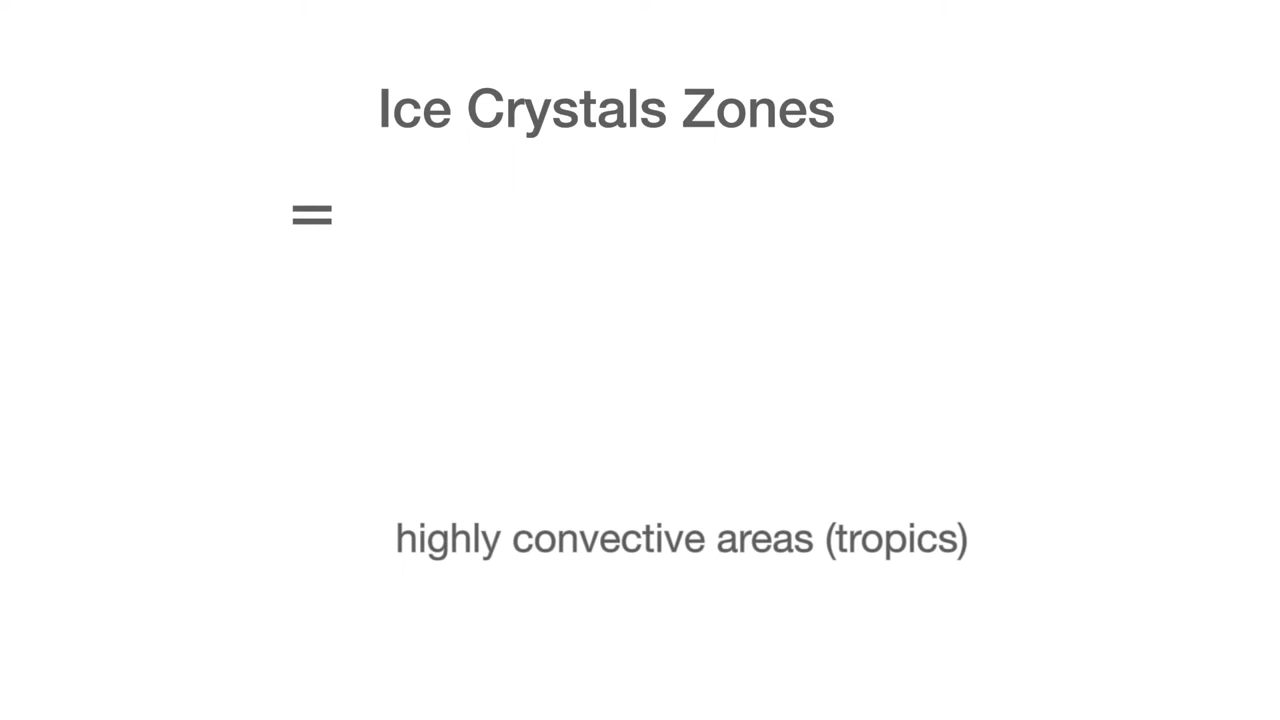 Ice Crystals Zones
=
highly convective areas (tropics)